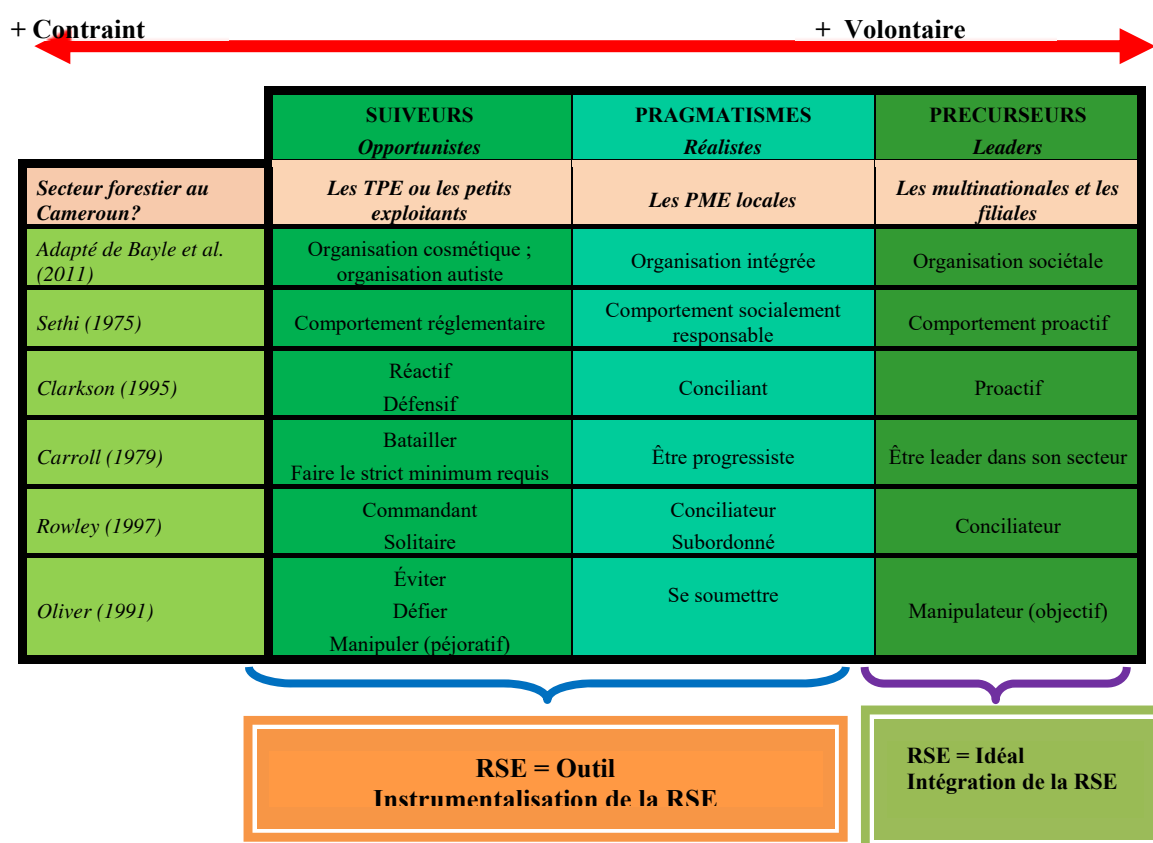 + Contraint + Volontaire
SUIVEURS PRAGMATISMES PRECURSEURS
Opportunistes Réalistes Leaders
Secteur forestier au
Cameroun?
Les TPE ou les petits
exploitants
Les PME locales
Les multinationales et les
filiales
Adapté de Bayle et al.
(2011)
Organisation cosmétique ;
organisation autiste
Organisation intégrée
Organisation sociétale
Sethi (1975)
Comportement réglementaire
Comportement socialement
responsable
Comportement proactif
Clarkson (1995)
Réactif
Défensif
Conciliant
Proactif
Carroll (1979)
Batailler
Faire le strict minimum requis
Être progressiste
Être leader dans son secteur
Rowley (1997)
Commandant
Solitaire
Conciliateur
Subordonné
Conciliateur
Oliver (1991)
Éviter
Défier
Manipuler (péjoratif)
Se soumettre
Manipulateur (objectif)
RSE = Outil
Instrumentalisation de la RSE
RSE = Idéal
Intégration de la RSE